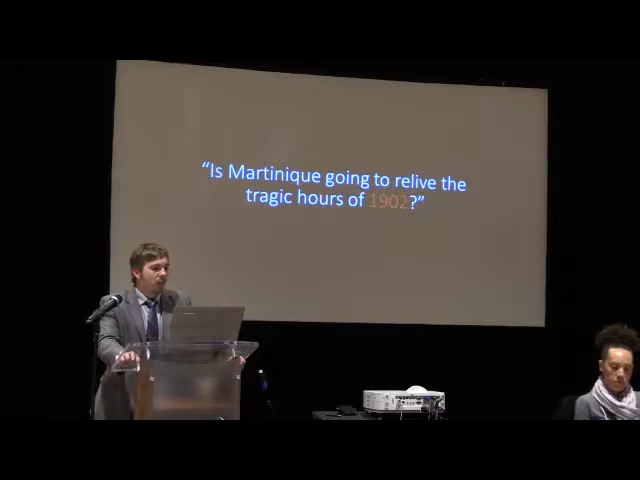 “Is Martinique going to relive the
tragic hours of 1902?”